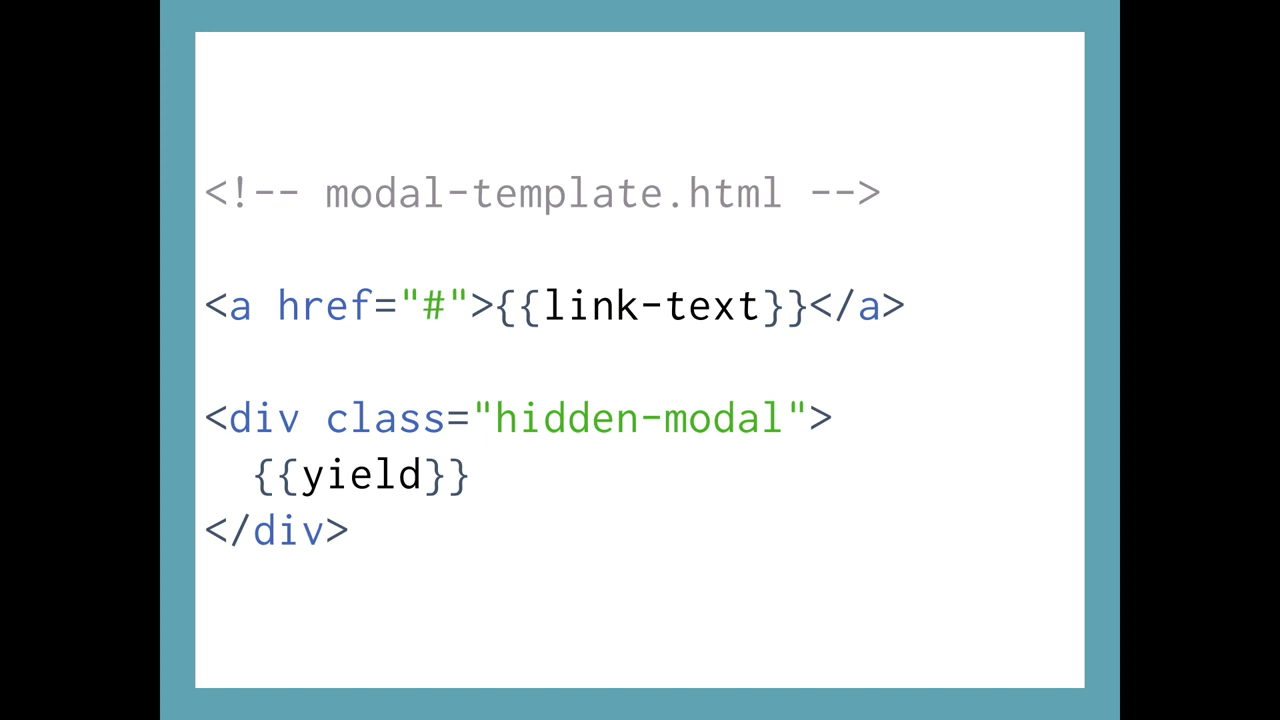 <!-- modal-template.html -->
<a href="#">{{link-text}}</a>
<div class="hidden-modal">
  {{yield}}
</div>